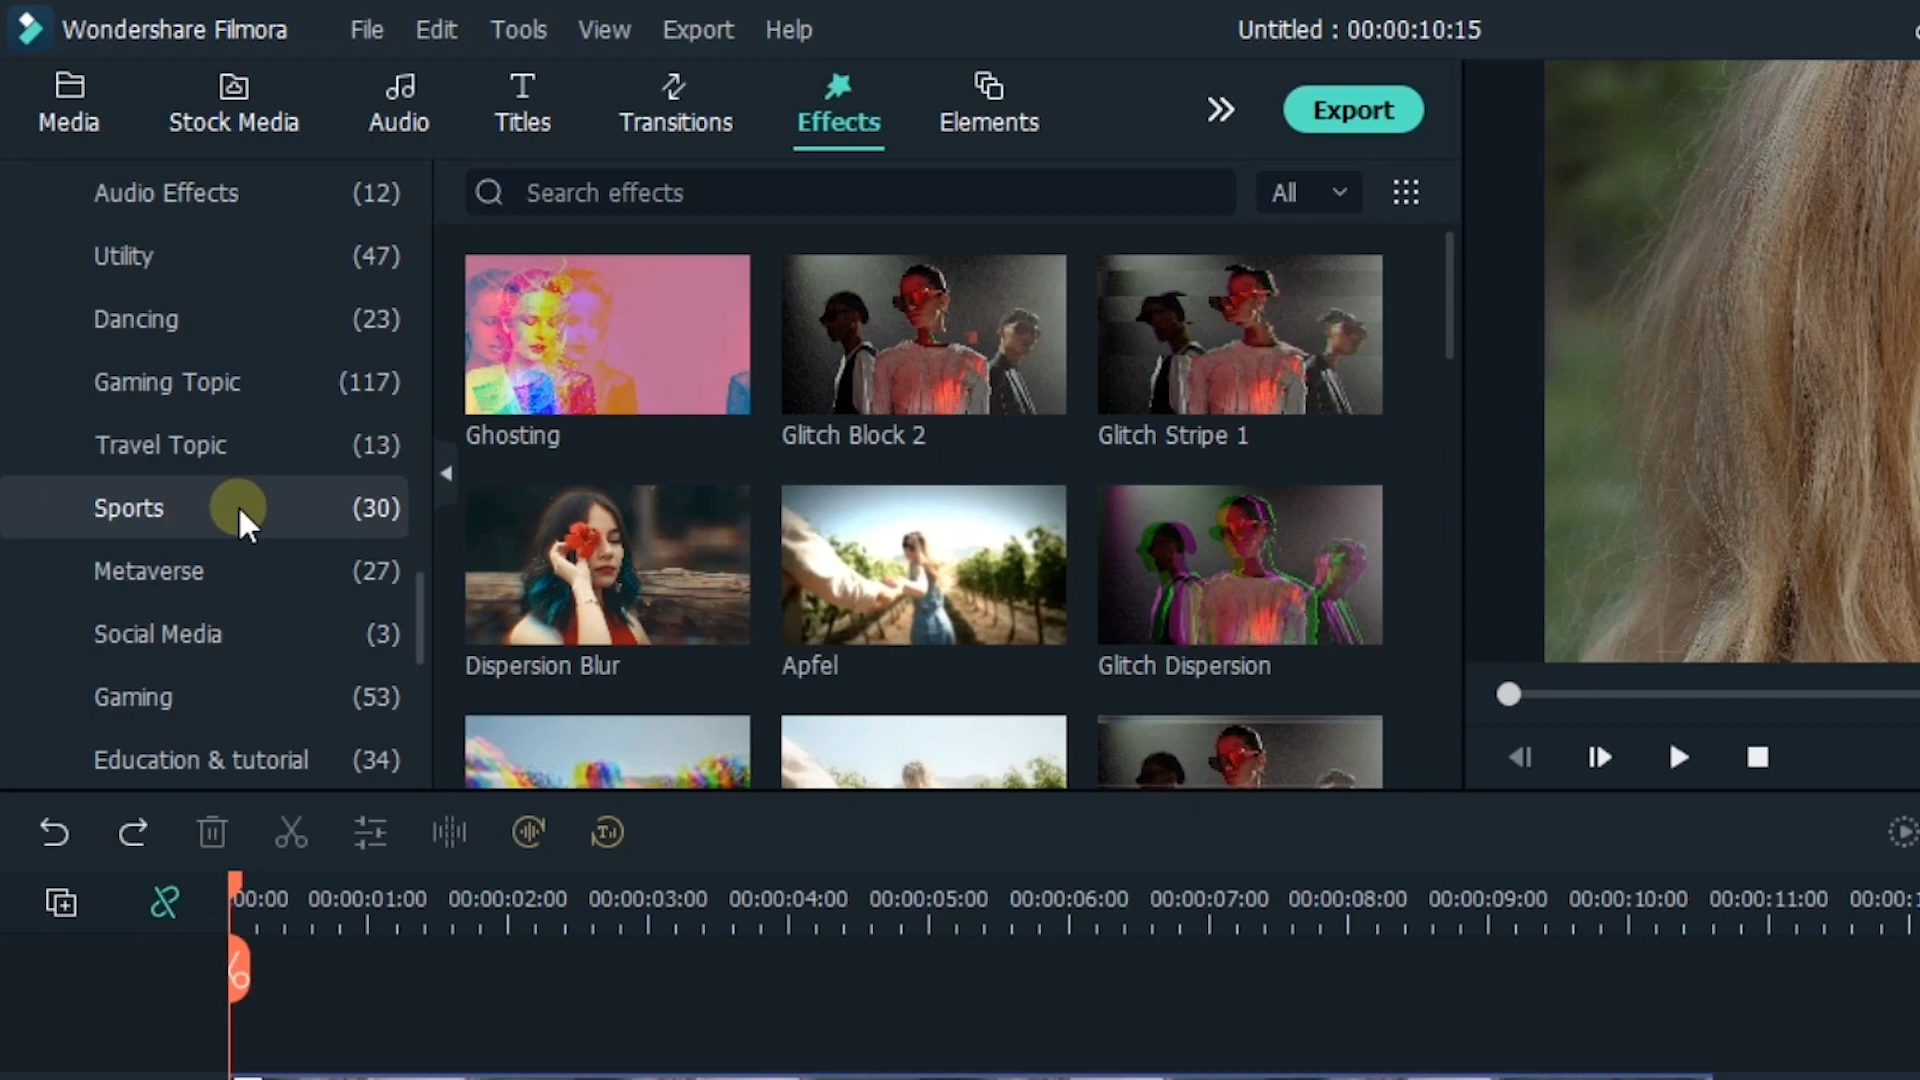 Wondershare Filmora File Edit Tools View Export Help Untitled : 00:00:10:15
Media Stock Media Audio Titles Transitions Effects Elements Export
Audio Effects (12)
Utility (47)
Dancing (23)
Gaming Topic (117)
Travel Topic (13)
Sports (30)
Metaverse (27)
Social Media (3)
Gaming (53)
Education & tutorial (34)
Search effects All
Ghosting Glitch Block 2 Glitch Stripe 1
Dispersion Blur Apfel Glitch Dispersion
00:00 00:00:01:00 00:00:02:00 00:00:03:00 00:00:04:00 00:00:05:00 00:00:06:00 00:00:07:00 00:00:08:00 00:00:09:00 00:00:10:00 00:00:11:00 00:00:1